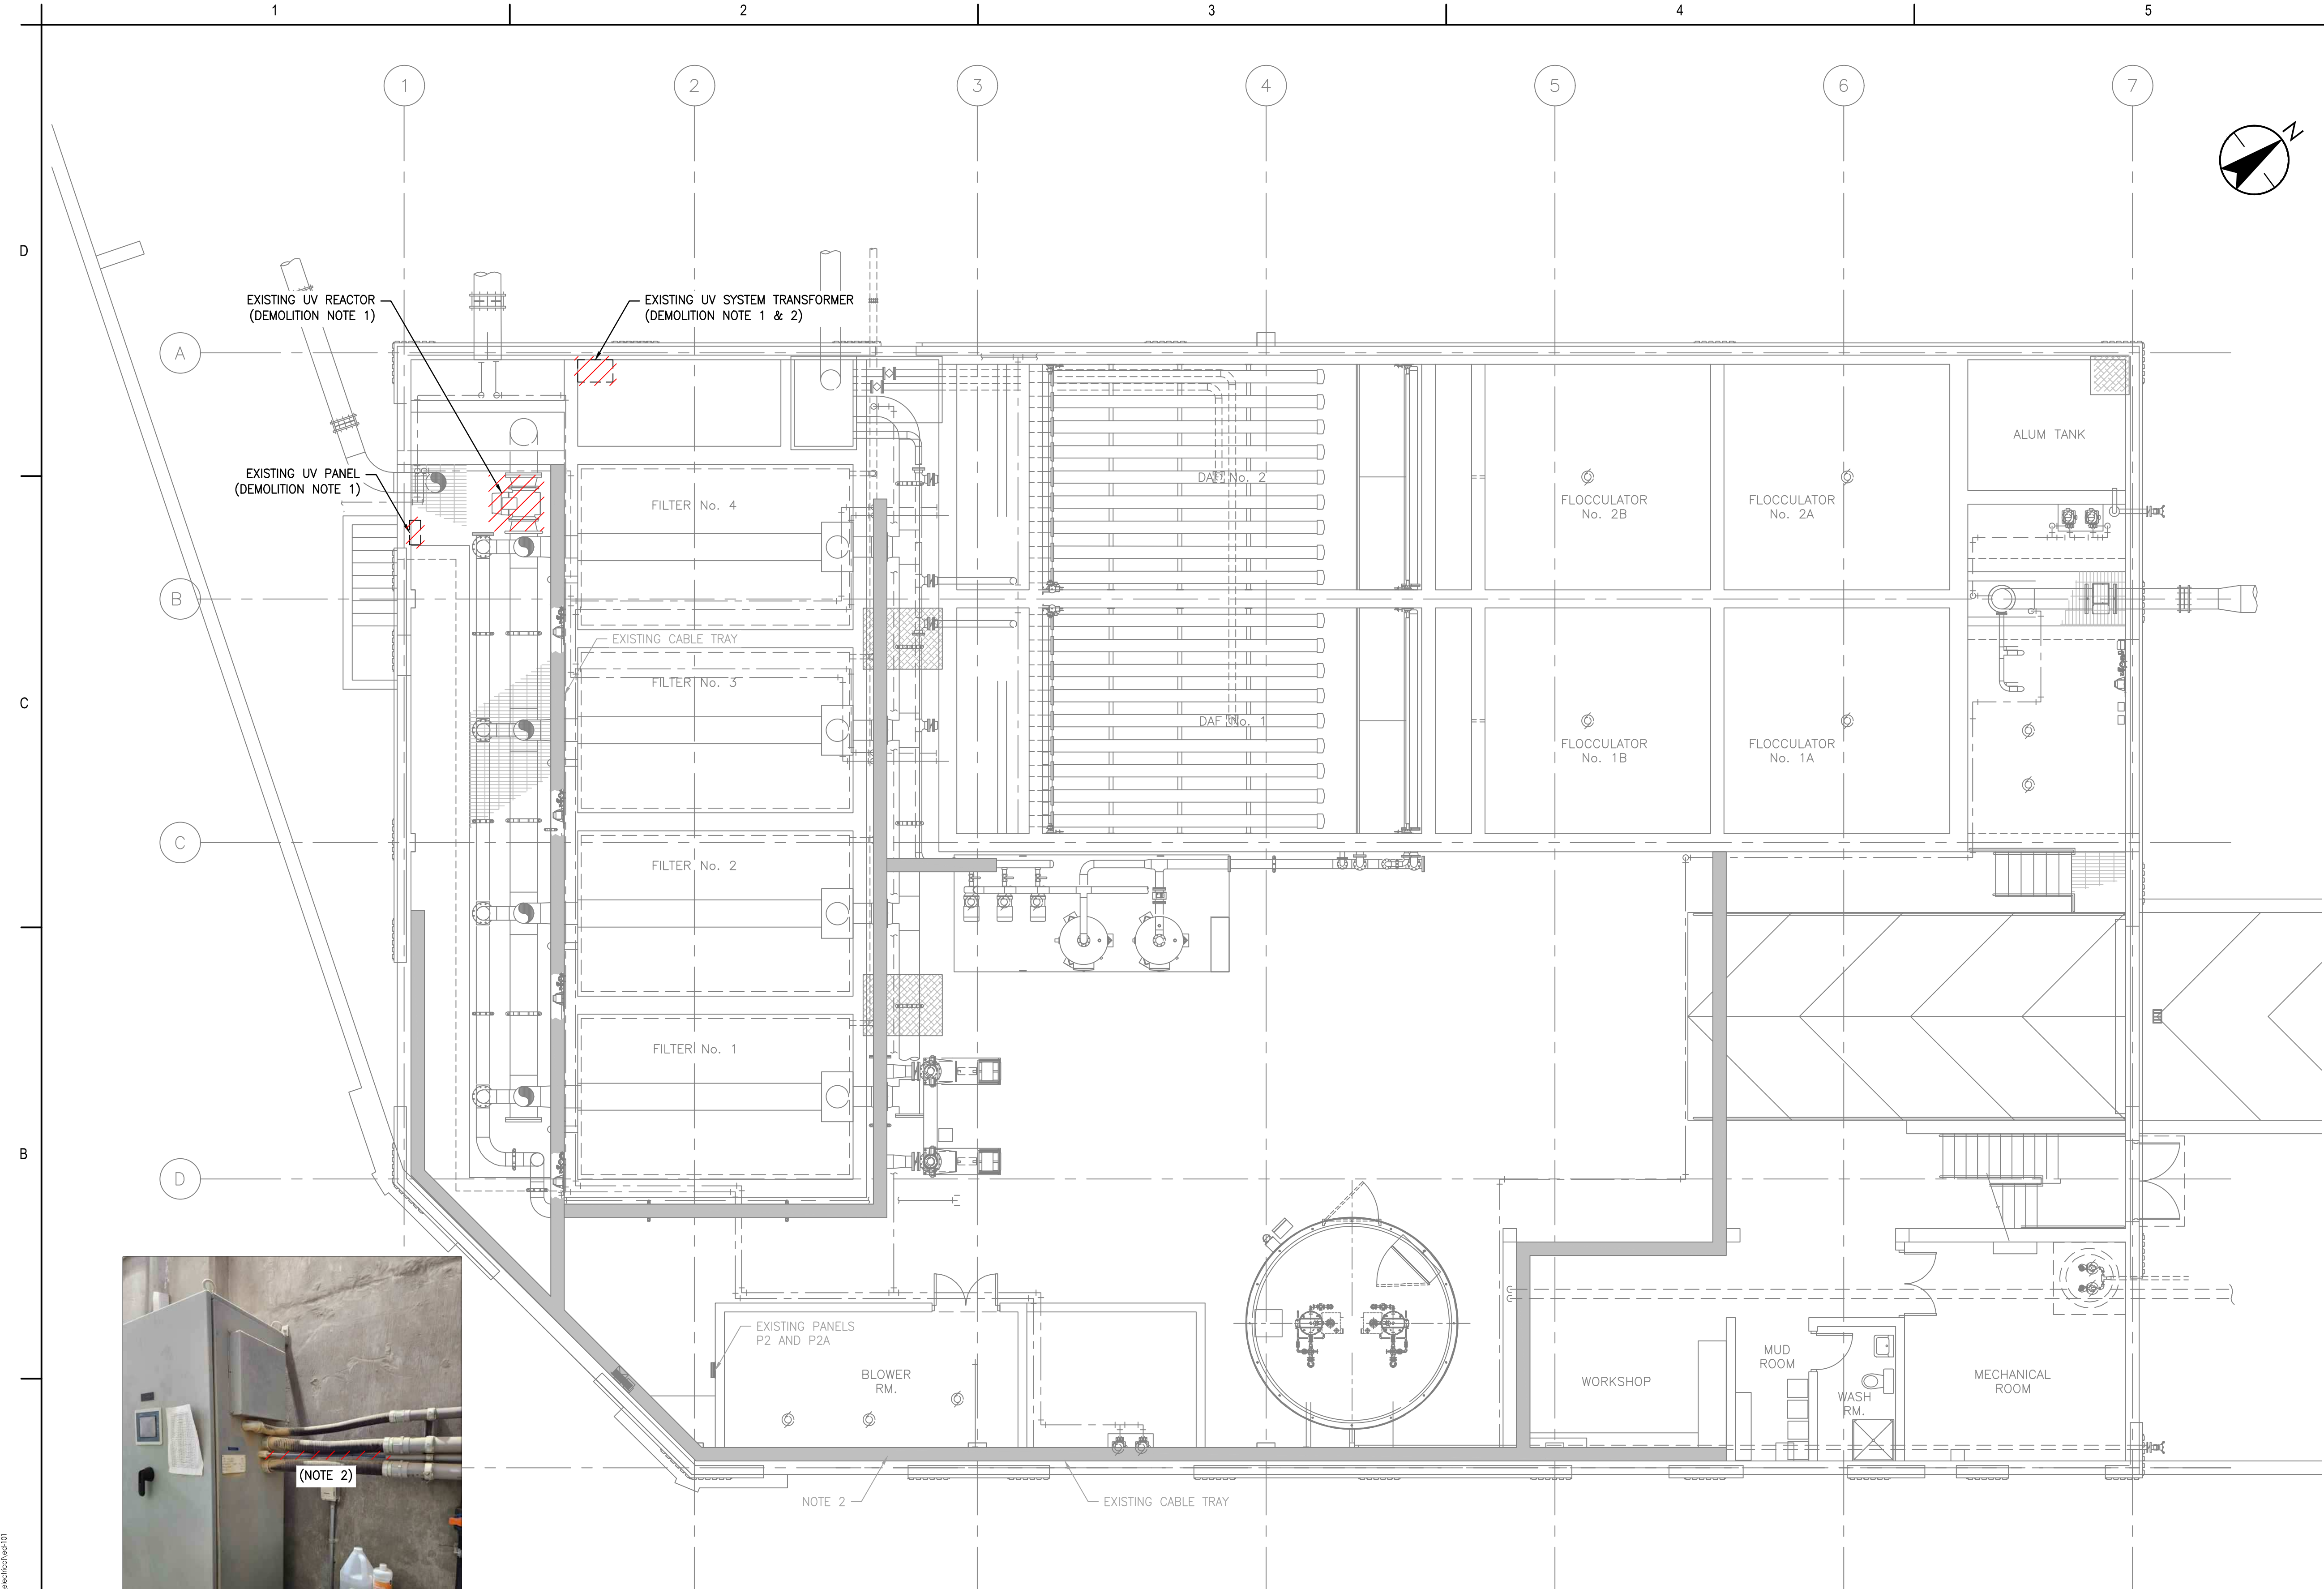 1
2
3
4
5
1
2
3
4
5
6
7
N
D
EXISTING UV REACTOR
(DEMOLITION NOTE 1)
EXISTING UV SYSTEM TRANSFORMER
(DEMOLITION NOTE 1 & 2)
A
ALUM TANK
EXISTING UV PANEL
(DEMOLITION NOTE 1)
FILTER No. 4
DAF No. 2
FLOCCULATOR
No. 2B
FLOCCULATOR
No. 2A
B
EXISTING CABLE TRAY
FILTER No. 3
C
DAF No. 1
FLOCCULATOR
No. 1B
FLOCCULATOR
No. 1A
C
FILTER No. 2
FILTER No. 1
B
D
EXISTING PANELS
P2 AND P2A
BLOWER
RM.
WORKSHOP
MUD
ROOM
WASH
RM.
MECHANICAL
ROOM
(NOTE 2)
NOTE 2
EXISTING CABLE TRAY
electrical\ed-101